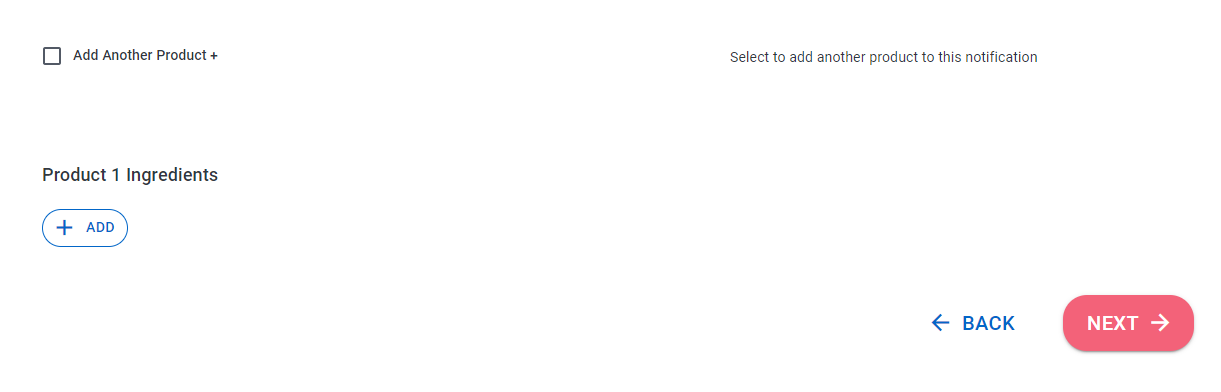 Add Another Product +
Select to add another product to this notification
Product 1 Ingredients
ADD
BACK
NEXT